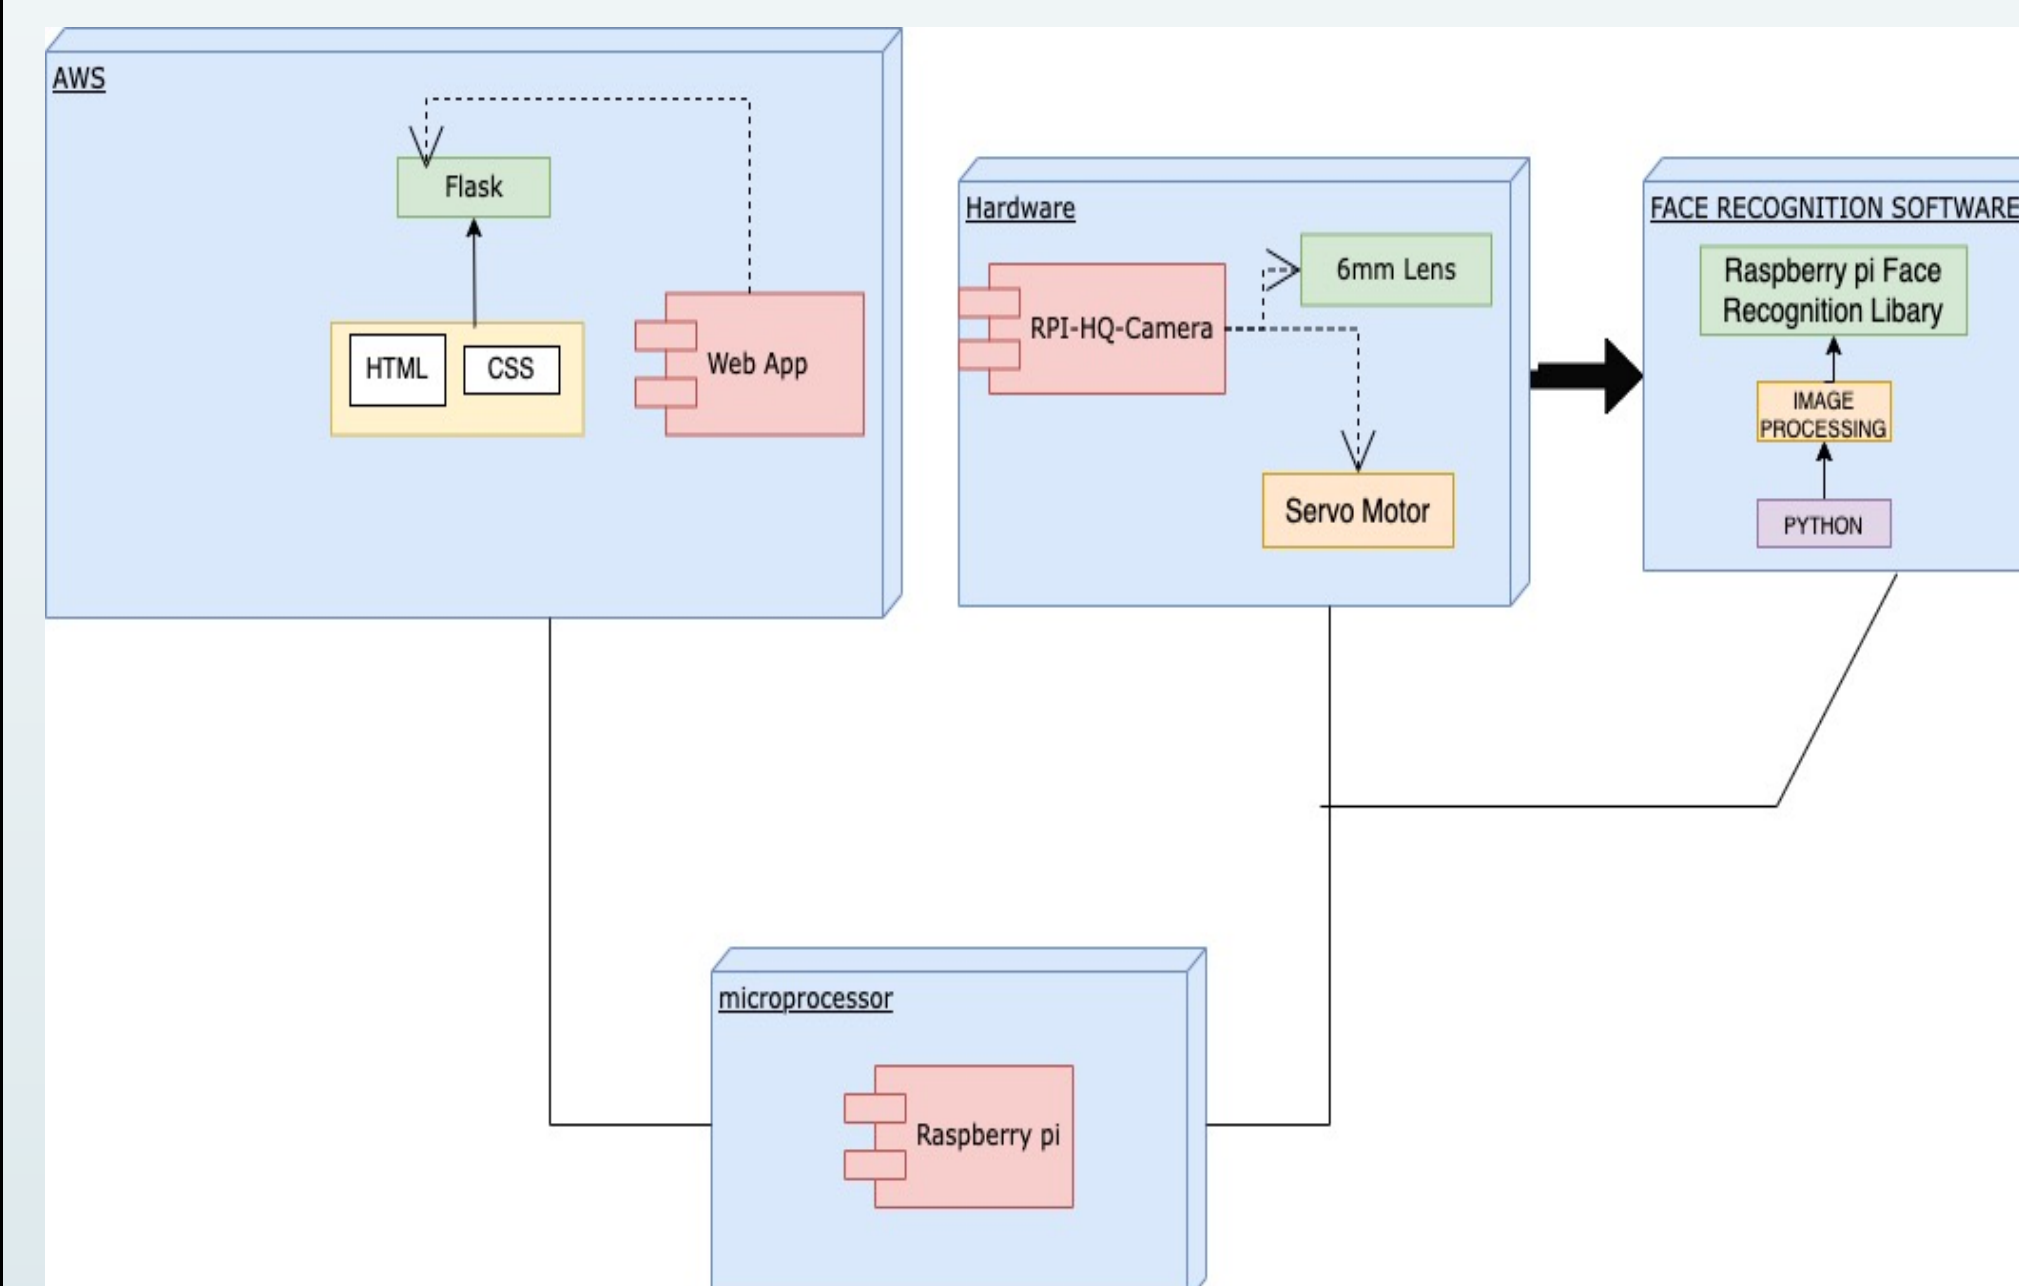 AWS
Flask
HTML
CSS
Web App
Hardware
6mm Lens
RPI-HQ-Camera
Servo Motor
FACE RECOGNITION SOFTWARE
Raspberry pi Face
Recognition Libary
IMAGE
PROCESSING
PYTHON
microprocessor
Raspberry pi